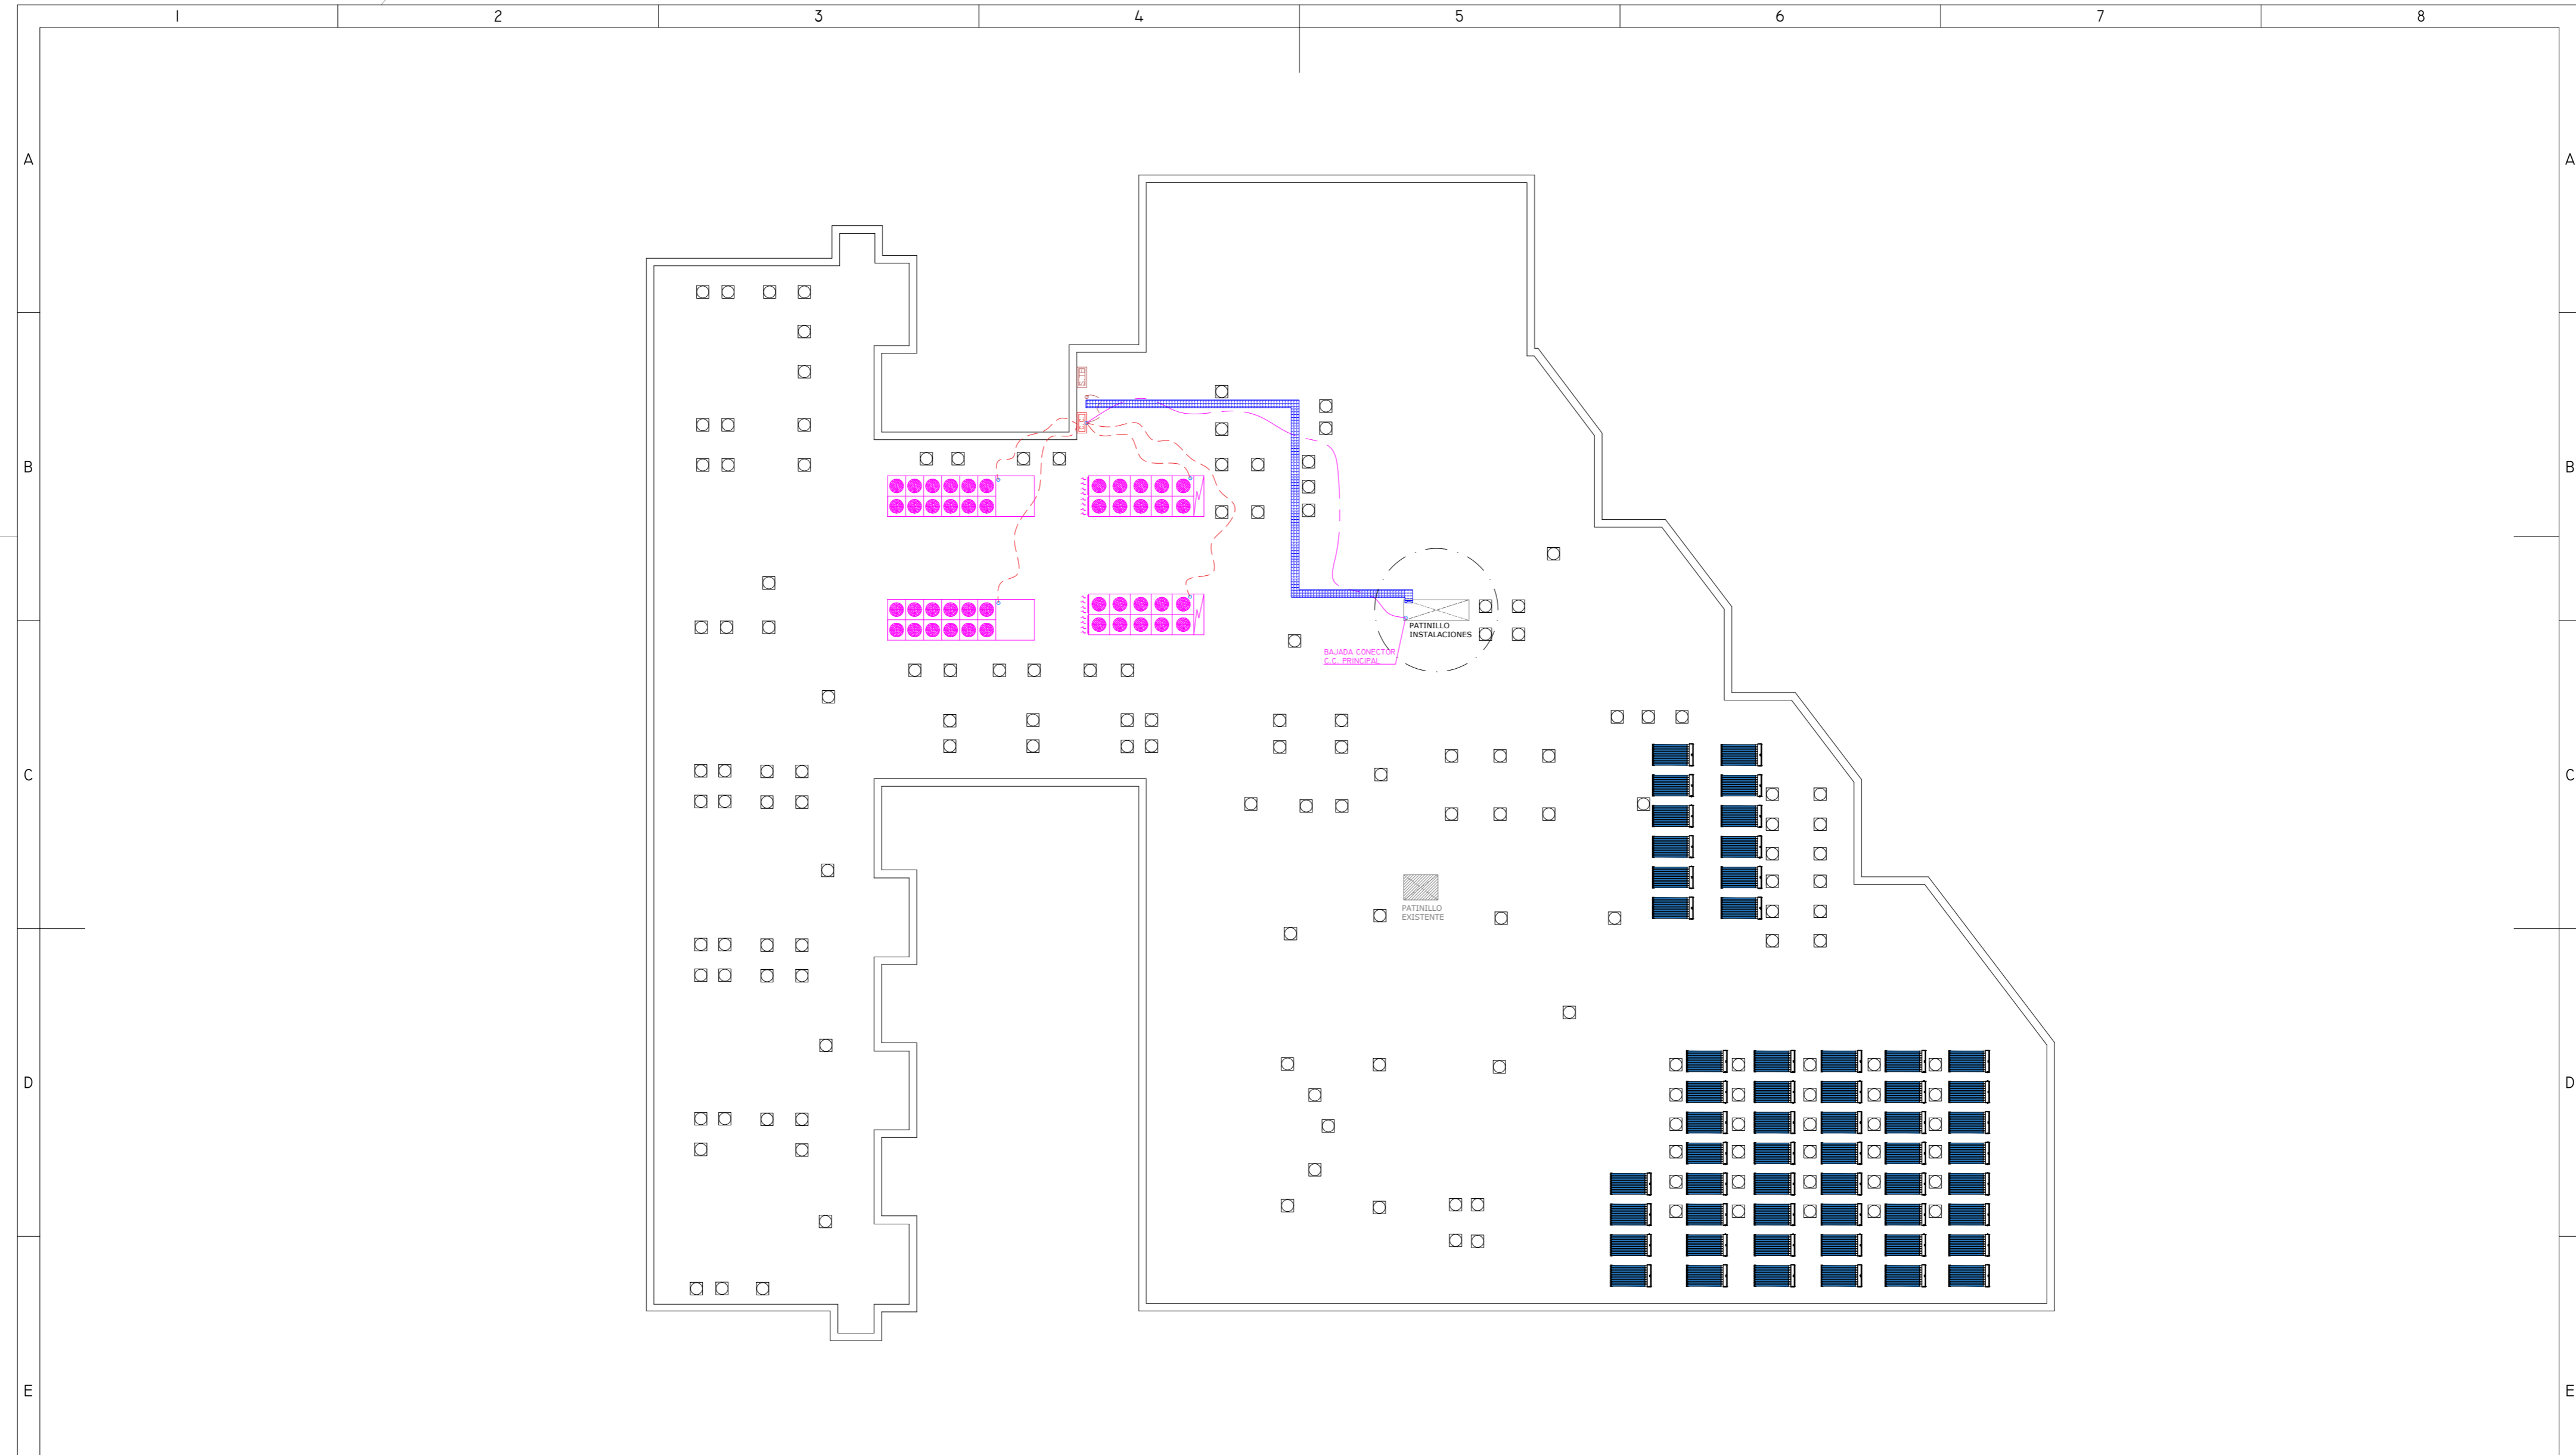 1 2 3 4 5 6 7 8
A A
B B
PATINILLO
INSTALACIONES
BAJADA CONECTOR
C.C. PRINCIPAL
C C
PATINILLO
EXISTENTE
D D
E E